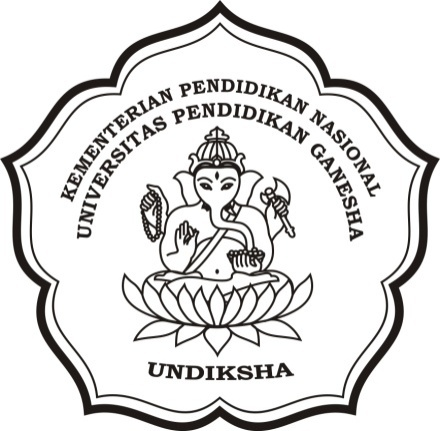 KEMENTERIAN PENDIDIKAN NASIONAL
UNIVERSITAS PENDIDIKAN GANESHA
UNDIKSHA